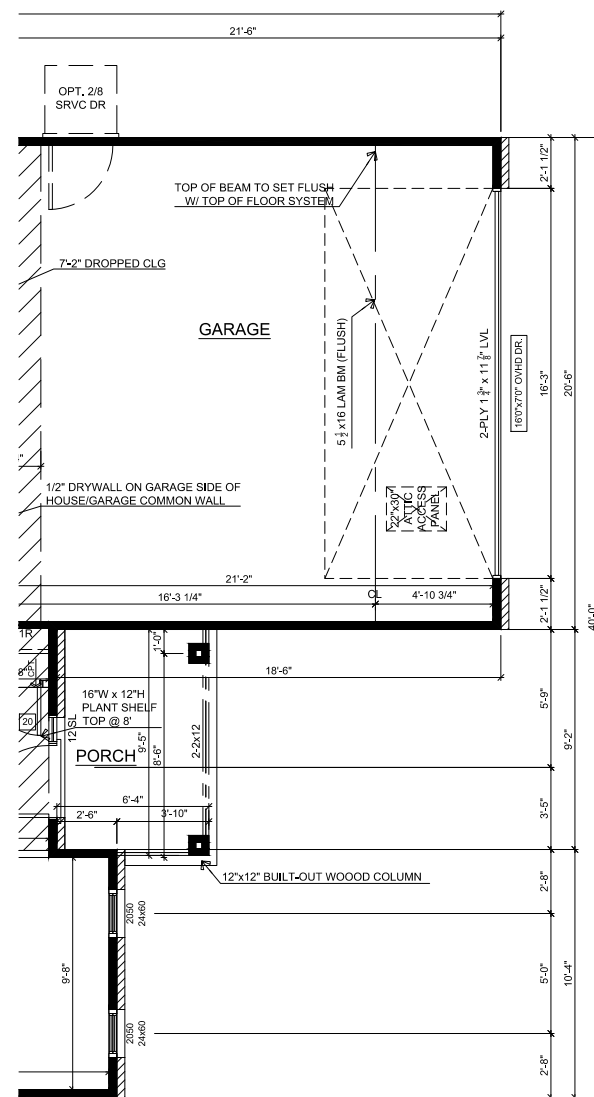 21'-6"
OPT. 2/8
SRVC DR
TOP OF BEAM TO SET FLUSH
W/ TOP OF FLOOR SYSTEM
2'-1 1/2"
7'-2" DROPPED CLG
GARAGE
5 1/2 x16 LAM BM (FLUSH)
2-PLY 1 3/4" x 11 7/8" LVL
16'0"x7'0" OVHD DR.
16'-3"
20'-6"
1/2" DRYWALL ON GARAGE SIDE OF
HOUSE/GARAGE COMMON WALL
22"x30"
ATTIC
ACCESS
PANEL
21'-2"
16'-3 1/4"
CL
4'-10 3/4"
2'-1 1/2"
40'-0"
1R
8"
CPT.
20
12 SL
16"W x 12"H
PLANT SHELF
TOP @ 8'
1'-0"
18'-6"
9'-5"
8'-6"
2-2x12
5'-9"
9'-2"
PORCH
6'-4"
2'-6"
3'-10"
3'-5"
12"x12" BUILT-OUT WOOOD COLUMN
2'-8"
2050
24x60
9'-8"
5'-0"
10'-4"
2050
24x60
2'-8"